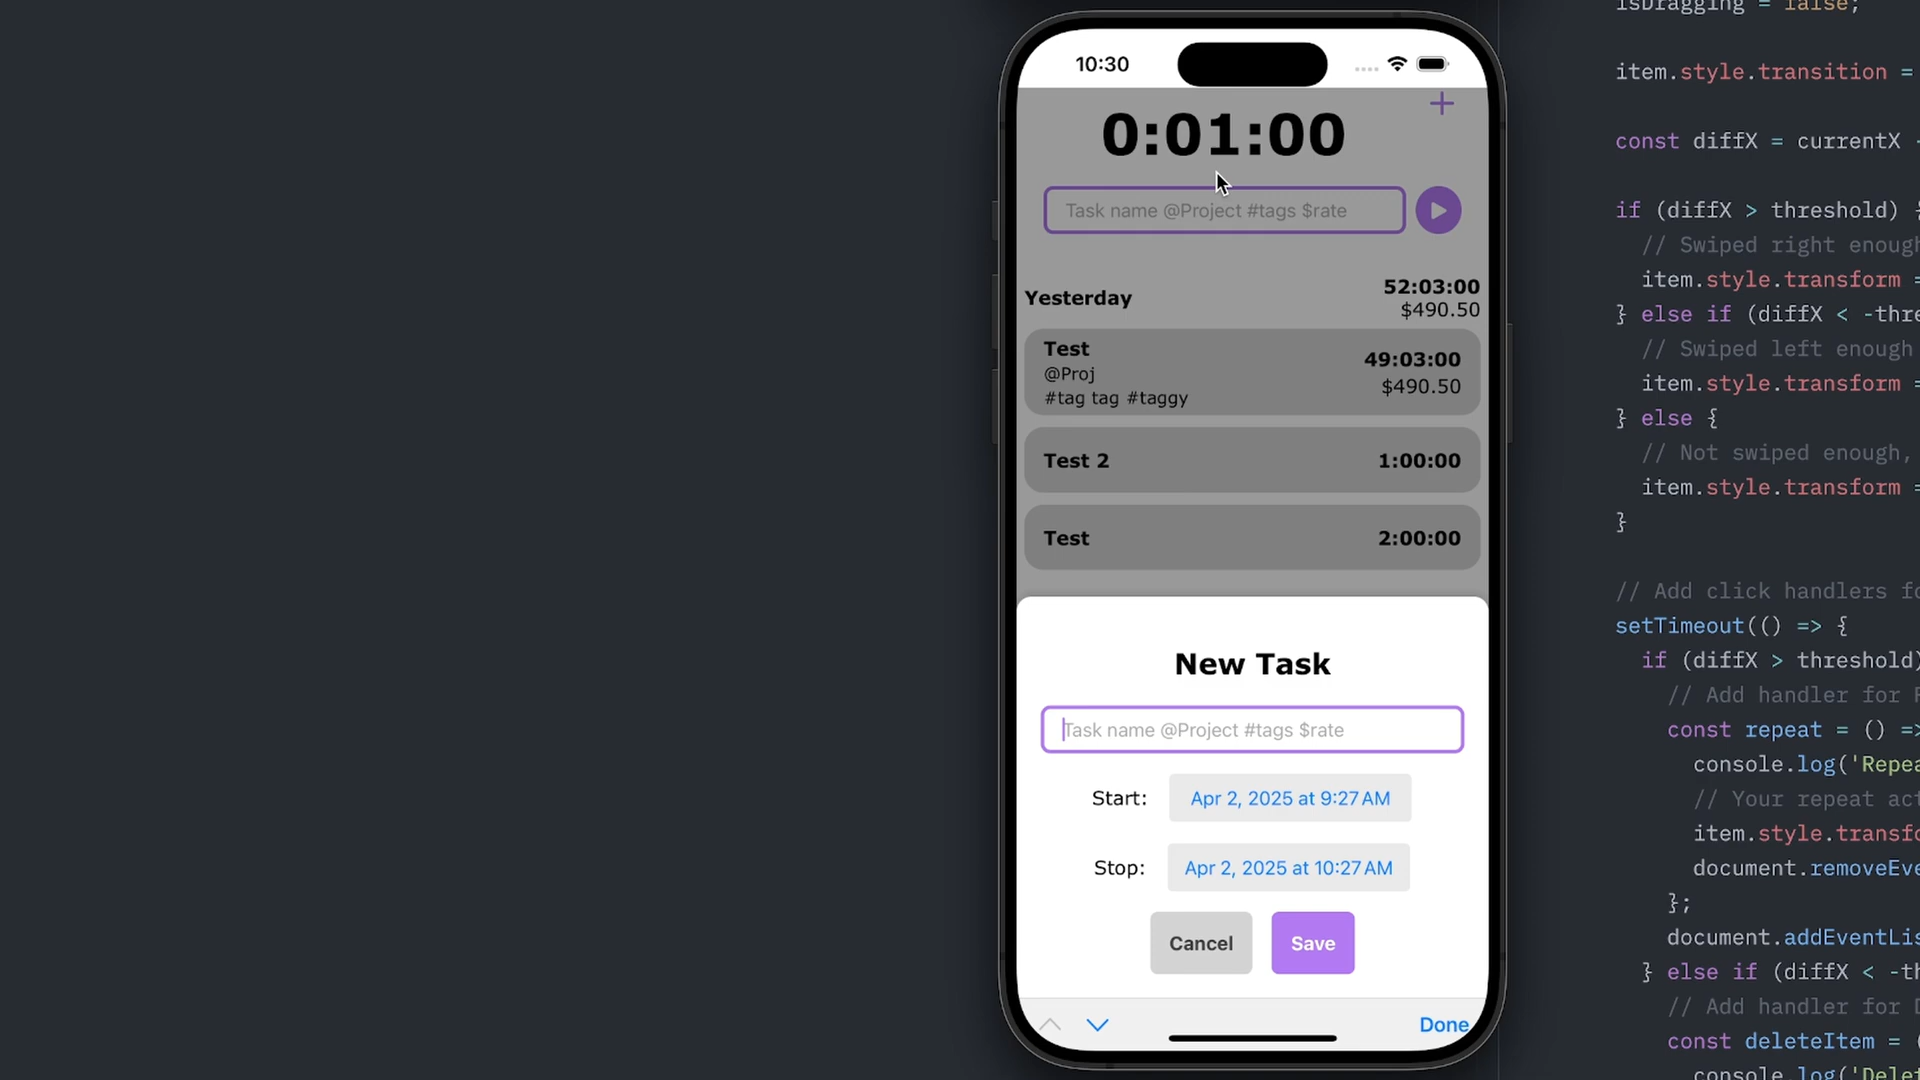 10:30
+
0:01:00
Task name @Project #tags $rate
Yesterday
52:03:00
$490.50
Test
@Proj
#tag tag #taggy
49:03:00
$490.50
Test 2
1:00:00
Test
2:00:00
New Task
Task name @Project #tags $rate
Start:
Apr 2, 2025 at 9:27 AM
Stop:
Apr 2, 2025 at 10:27 AM
Cancel
Save
Done
isDragging = false;
item.style.transition =
const diffX = currentX -
if (diffX > threshold) {
// Swiped right enough
item.style.transform =
} else if (diffX < -thre
// Swiped left enough
item.style.transform =
} else {
// Not swiped enough,
item.style.transform =
}
// Add click handlers fo
setTimeout(() => {
if (diffX > threshold)
// Add handler for
const repeat = () =>
console.log('Repea
// Your repeat act
item.style.transfo
document.removeEve
};
document.addEventLis
} else if (diffX < -th
// Add handler for
const deleteItem = (
console.log('Delet